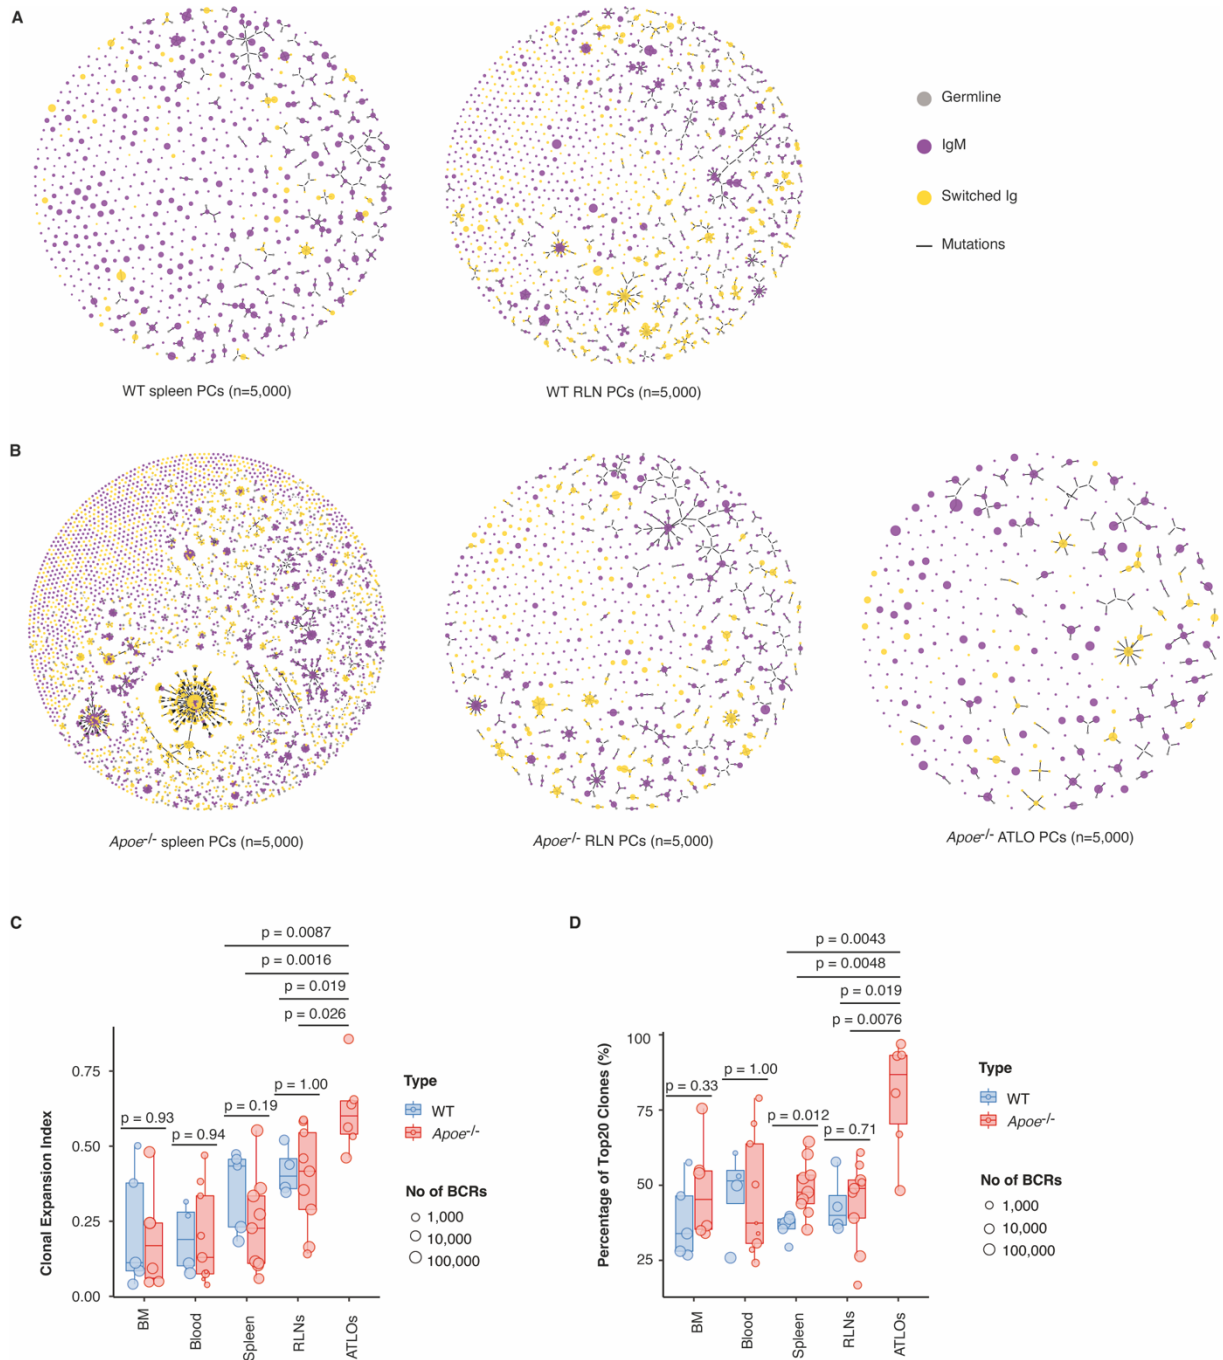 A
Germline
IgM
Switched Ig
Mutations
WT spleen PCs (n=5,000)
WT RLN PCs (n=5,000)
B
Apoe-/- spleen PCs (n=5,000)
Apoe-/- RLN PCs (n=5,000)
Apoe-/- ATLO PCs (n=5,000)
C
p = 0.0087
p = 0.0016
p = 0.019
p = 0.026
p = 1.00
p = 0.19
p = 0.93
p = 0.94
Clonal Expansion Index
0.75
0.50
0.25
0.00
BM
Blood
Spleen
RLNs
ATLOs
Type
WT
Apoe-/-
No of BCRs
1,000
10,000
100,000
D
p = 0.0043
p = 0.0048
p = 0.019
p = 0.0076
p = 1.00
p = 0.33
p = 0.012
p = 0.71
Percentage of Top20 Clones (%)
100
75
50
25
BM
Blood
Spleen
RLNs
ATLOs
Type
WT
Apoe-/-
No of BCRs
1,000
10,000
100,000